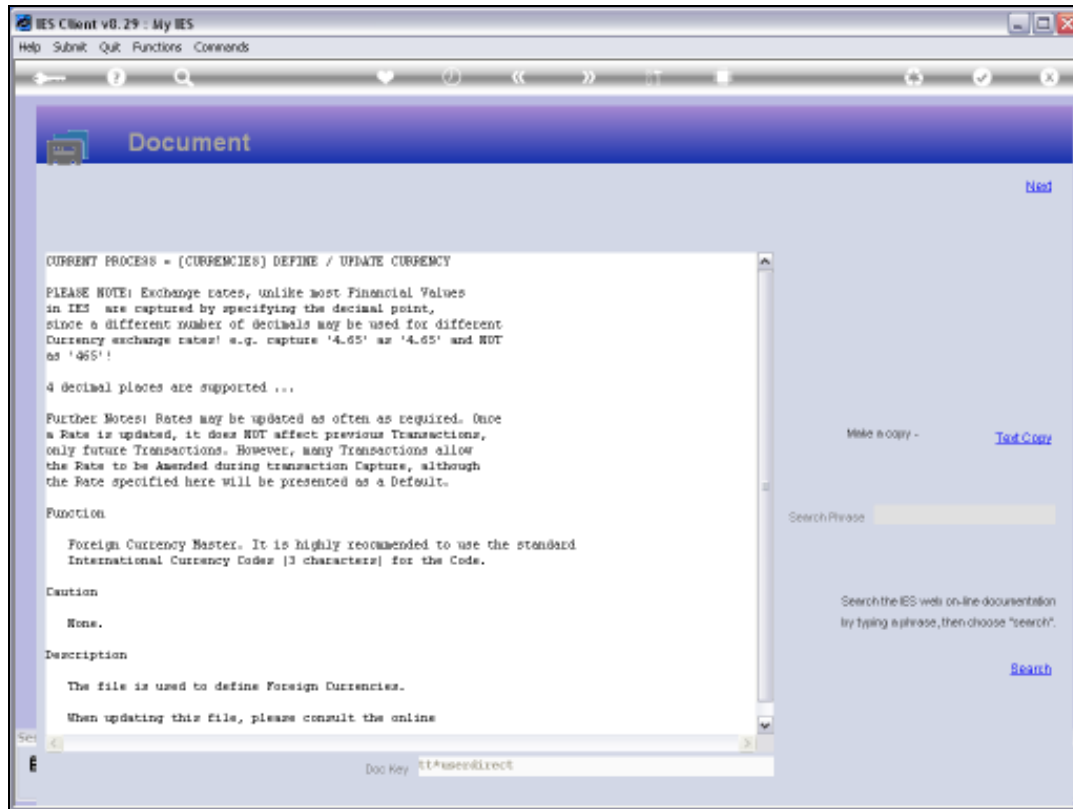 IES Client v8.29 : My IES
Help Submit Quit Functions Commands
Document
Next
CURRENT PROCESS = [CURRENCIES] DEFINE / UPDATE CURRENCY
PLEASE NOTE: Exchange rates, unlike most Financial Values
in IES are captured by specifying the decimal point,
since a different number of decimals may be used for different
Currency exchange rates! e.g. capture '4.65' as '4.65' and NOT
as '465'!
4 decimal places are supported ...
Further Notes: Rates may be updated as often as required. Once
a Rate is updated, it does NOT affect previous Transactions,
only future Transactions. However, many Transactions allow
the Rate to be Amended during transaction Capture, although
the Rate specified here will be presented as a Default.
Function
Foreign Currency Master. It is highly recommended to use the standard
International Currency Codes (3 characters) for the Code.
Caution
None.
Description
The file is used to define Foreign Currencies.
When updating this file, please consult the online
Make a copy -
Text Copy
Search Phrase
Search the IES web on-line documentation
by typing a phrase, then choose "search".
Search
Doc Key tt*userdirect